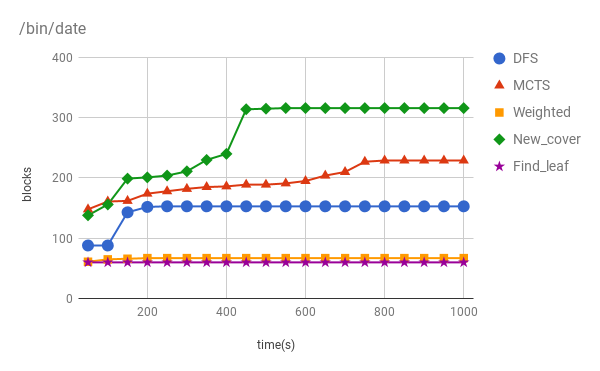 /bin/date
400
300
200
100
0
blocks
200
400
600
800
1000
time(s)
DFS
MCTS
Weighted
New_cover
Find_leaf